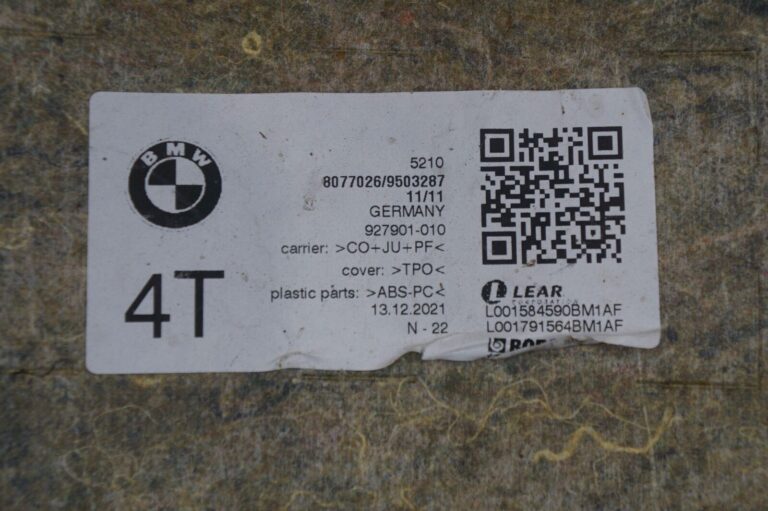 BMW
4T
5210
8077026/9503287
11/11
GERMANY
927901-010
carrier: >CO+JU+PF<
cover: >TPO<
plastic parts: >ABS-PC<
13.12.2021
N - 22
LEAR
CORPORATION
L001584590BM1AF
L001791564BM1AF